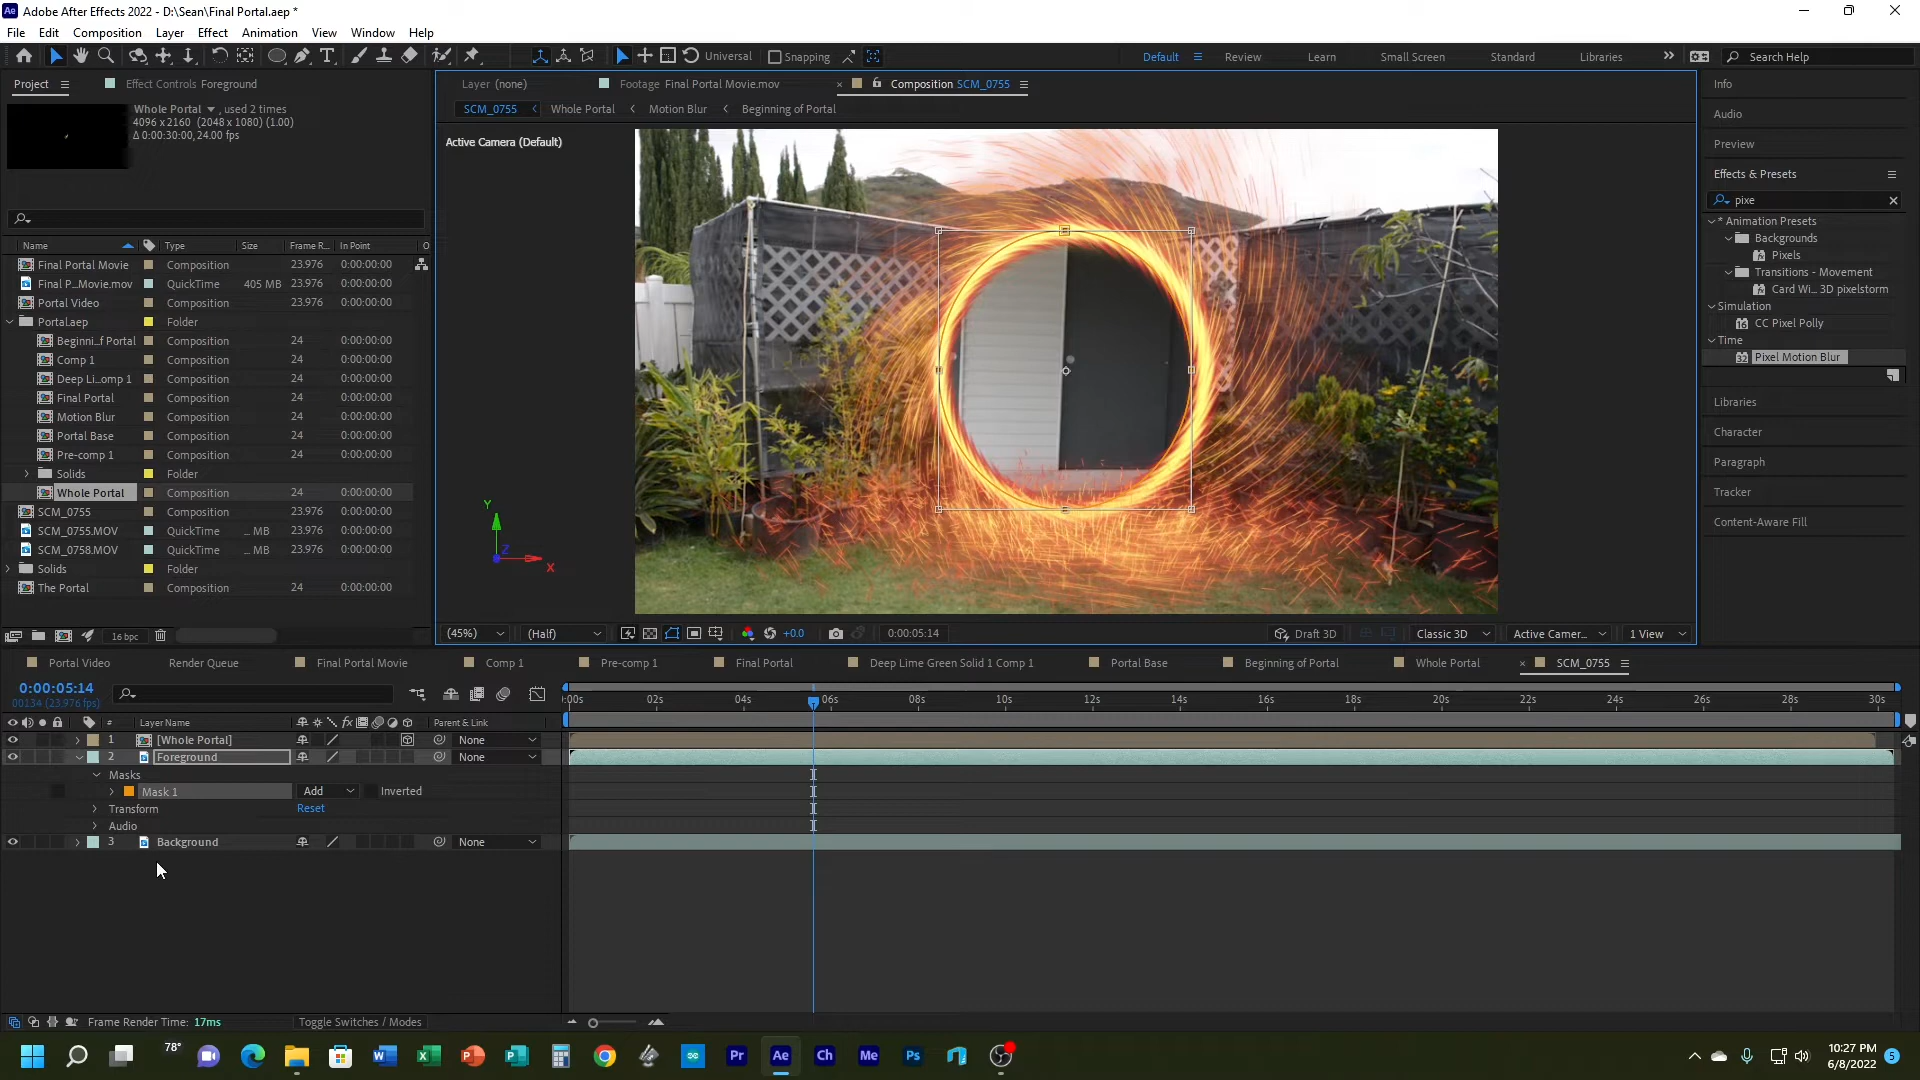 Adobe After Effects 2022 - D:\Sean\Final Portal.aep *
File Edit Composition Layer Effect Animation View Window Help
Universal Snapping Default Review Learn Small Screen Standard Libraries Search Help
Project Effect Controls Foreground
Whole Portal , used 2 times
4096 x 2160 (2048 x 1080) (1.00)
Δ 0:00:30:00, 24.00 fps
Name Type Size Frame R... In Point O
Final Portal Movie Composition 23.976 0:00:00:00
Final P...Movie.mov QuickTime 405 MB 23.976 0:00:00:00
Portal Video Composition 23.976 0:00:00:00
Portal.aep Folder
Beginni...f Portal Composition 24 0:00:00:00
Comp 1 Composition 24 0:00:00:00
Deep Li...omp 1 Composition 24 0:00:00:00
Final Portal Composition 24 0:00:00:00
Motion Blur Composition 24 0:00:00:00
Portal Base Composition 24 0:00:00:00
Pre-comp 1 Composition 24 0:00:00:00
Solids Folder
Whole Portal Composition 24 0:00:00:00
SCM_0755 Composition 23.976 0:00:00:00
SCM_0755.MOV QuickTime ... MB 23.976 0:00:00:00
SCM_0758.MOV QuickTime ... MB 23.976 0:00:00:00
Solids Folder
The Portal Composition 24 0:00:00:00
16 bpc
Layer (none) Footage Final Portal Movie.mov Composition SCM_0755
SCM_0755 Whole Portal Motion Blur Beginning of Portal
Active Camera (Default)
Y
Z
X
(45%) (Half) +0.0 0:00:05:14 Draft 3D Classic 3D Active Camer... 1 View
Info
Audio
Preview
Effects & Presets
pixe
* Animation Presets
Backgrounds
Pixels
Transitions - Movement
Card Wi... 3D pixelstorm
Simulation
CC Pixel Polly
Time
Pixel Motion Blur
Libraries
Character
Paragraph
Tracker
Content-Aware Fill
Portal Video Render Queue Final Portal Movie Comp 1 Pre-comp 1 Final Portal Deep Lime Green Solid 1 Comp 1 Portal Base Beginning of Portal Whole Portal SCM_0755
0:00:05:14
00134 (23.976 fps)
:00s 02s 04s 06s 08s 10s 12s 14s 16s 18s 20s 22s 24s 26s 28s 30s
# Layer Name fx Parent & Link
1 [Whole Portal] None
2 Foreground None
Masks
Mask 1 Add Inverted
Transform Reset
Audio
3 Background None
Frame Render Time: 17ms Toggle Switches / Modes
78° Pr Ae Ch Me Ps
10:27 PM
6/8/2022 5